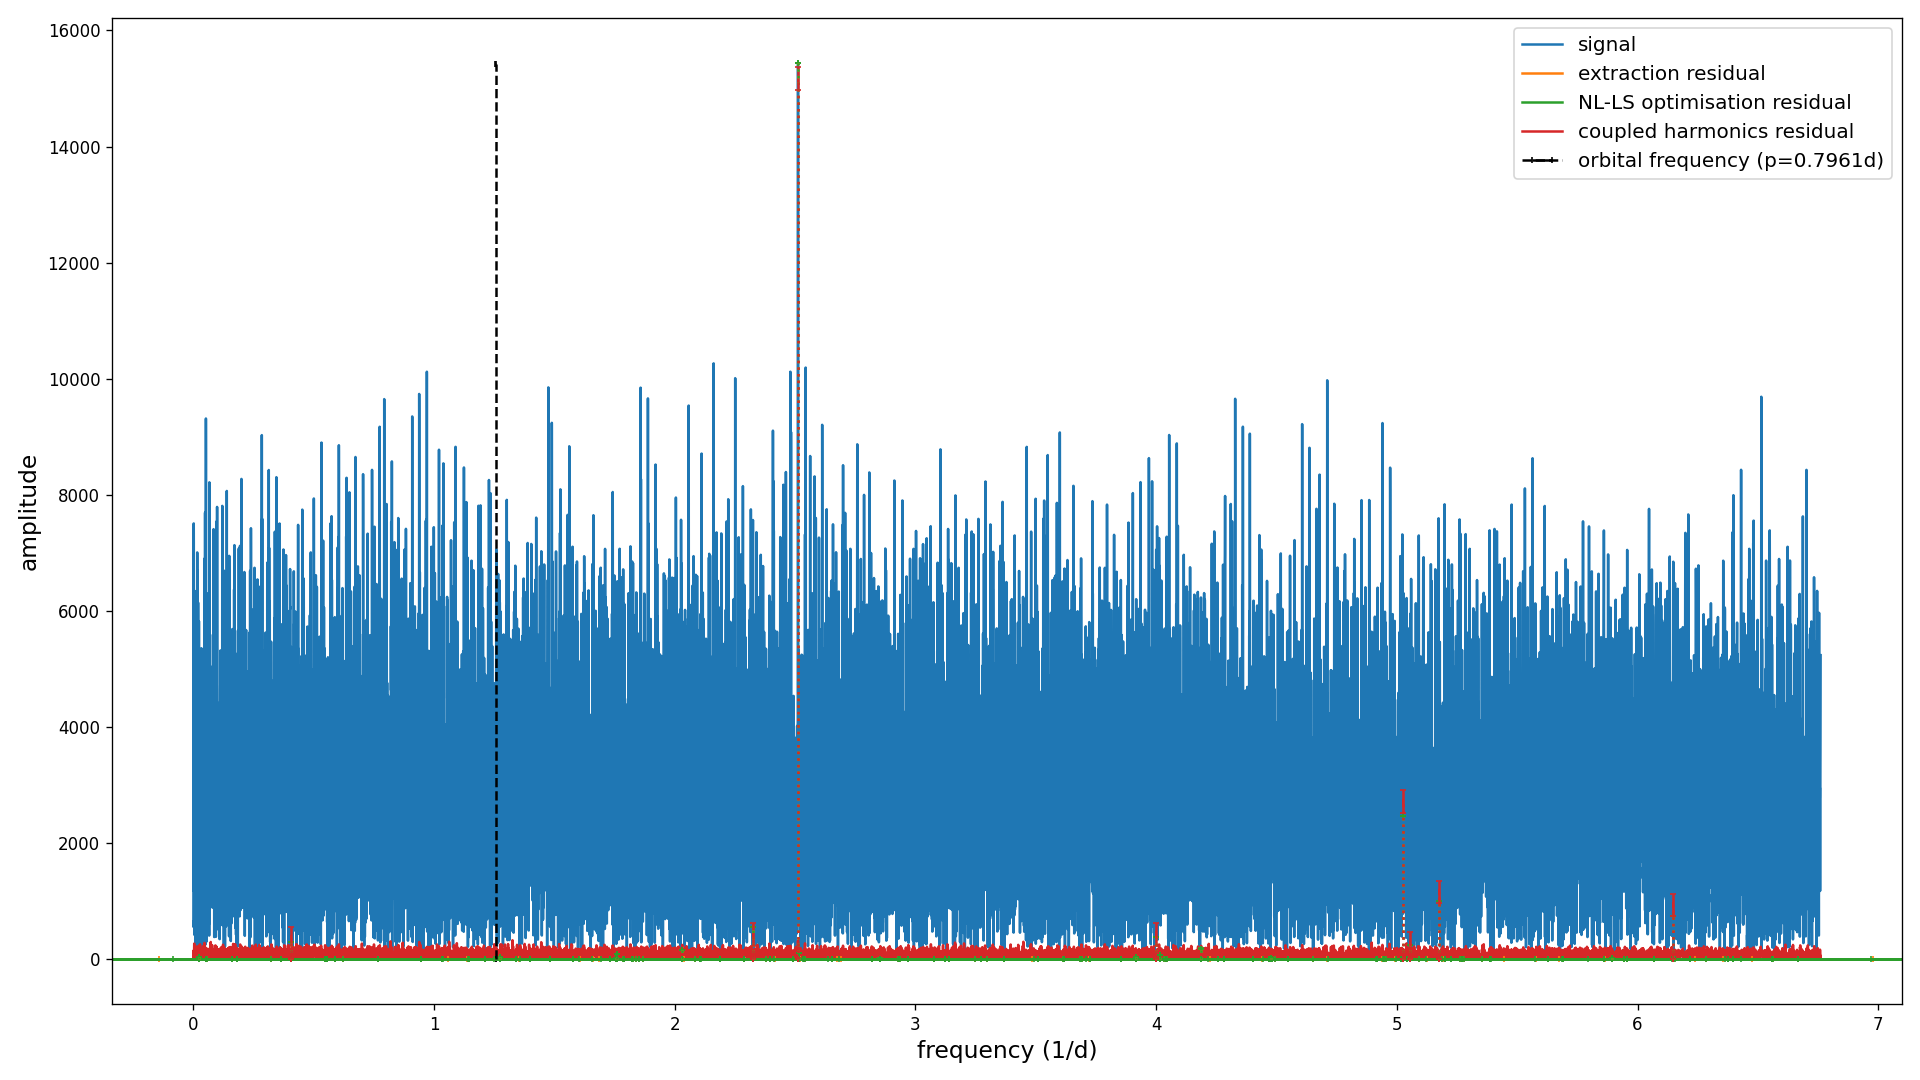 16000
14000
12000
10000
8000
6000
4000
2000
0
amplitude
signal
extraction residual
NL-LS optimisation residual
coupled harmonics residual
orbital frequency (p=0.7961d)
0 1 2 3 4 5 6 7
frequency (1/d)